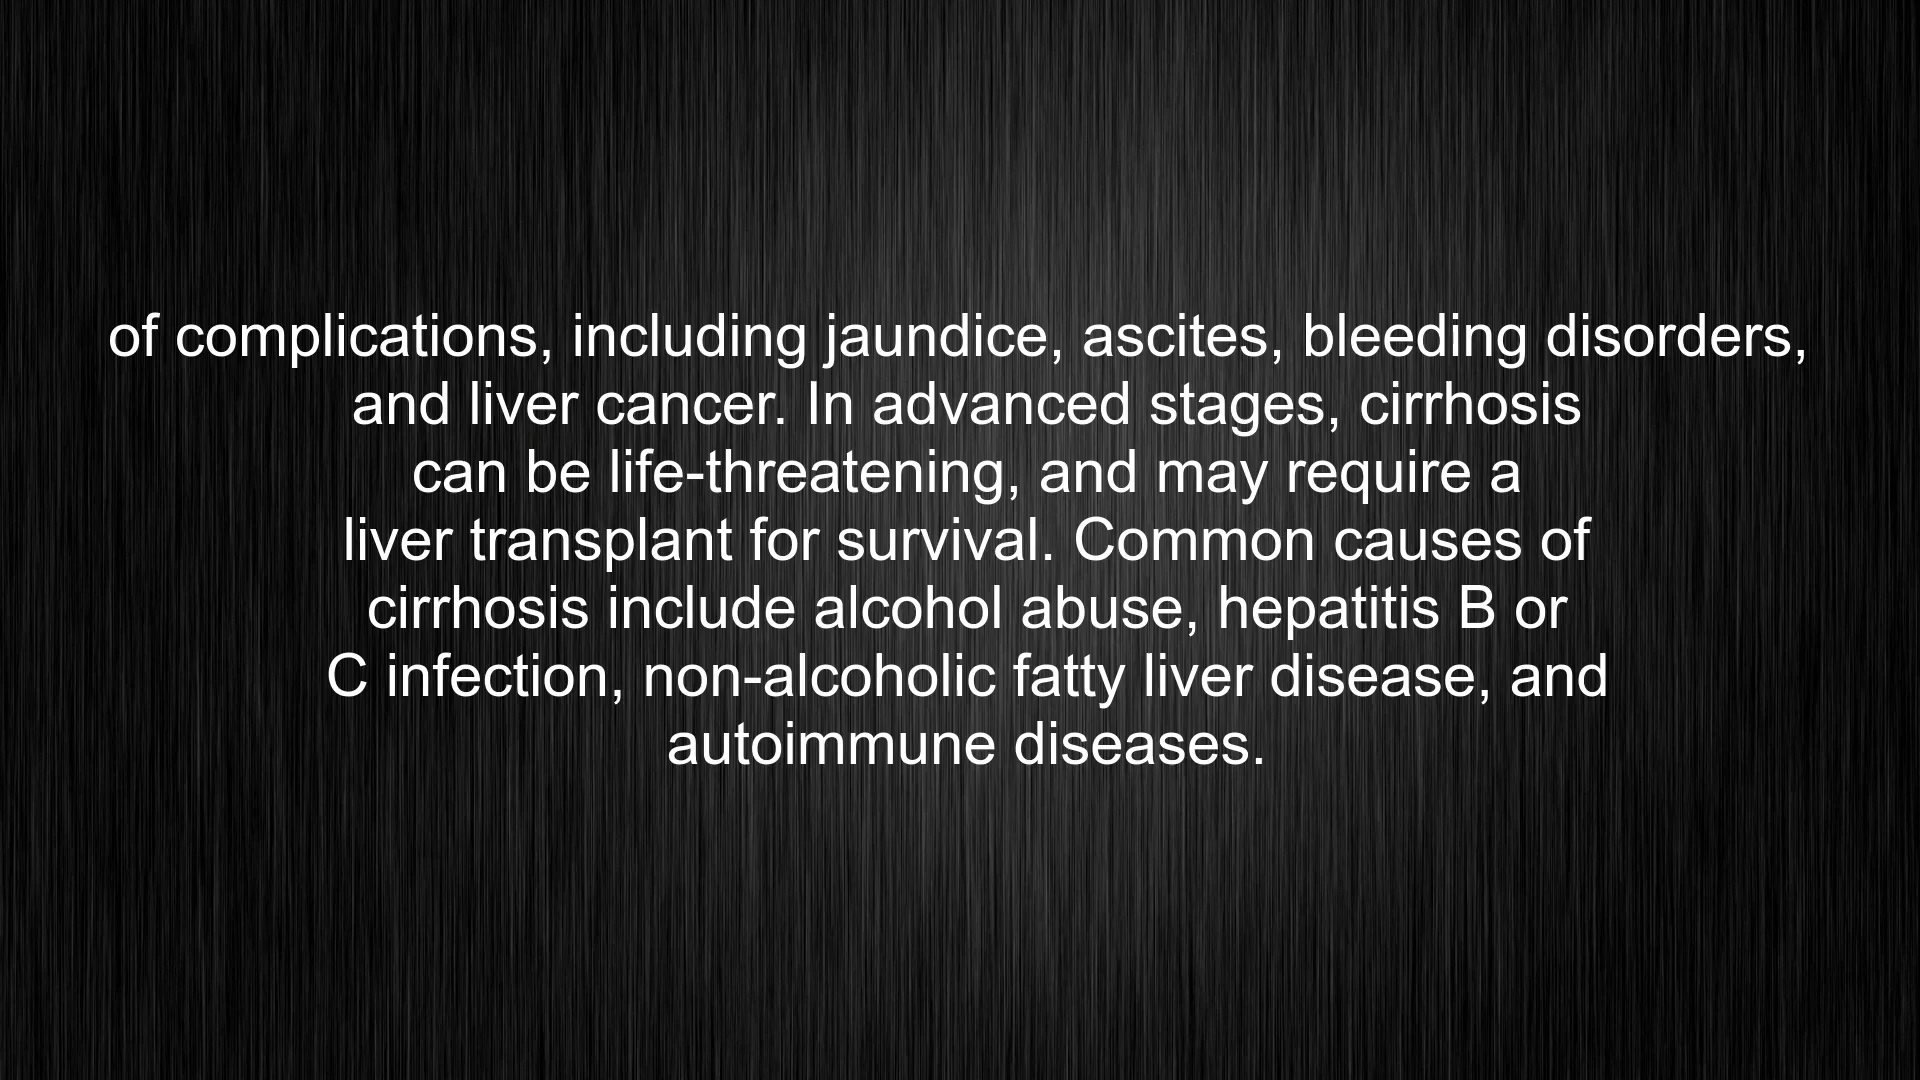 of complications, including jaundice, ascites, bleeding disorders,
and liver cancer. In advanced stages, cirrhosis
can be life-threatening, and may require a
liver transplant for survival. Common causes of
cirrhosis include alcohol abuse, hepatitis B or
C infection, non-alcoholic fatty liver disease, and
autoimmune diseases.